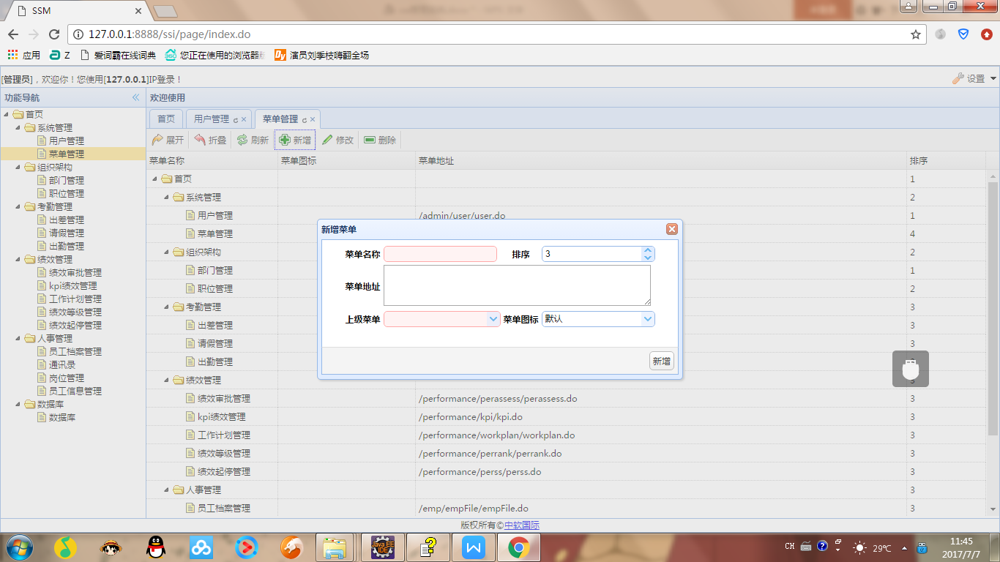 SSM
127.0.0.1:8888/ssi/page/index.do
应用 Z 爱词霸在线词典 您正在使用的浏览器版 演员刘季枝嗨翻全场
[管理员]，欢迎你！您使用[127.0.0.1]IP登录！ 设置
功能导航 欢迎使用
首页
系统管理
用户管理
菜单管理
组织架构
部门管理
职位管理
考勤管理
出差管理
请假管理
出勤管理
绩效管理
绩效审批管理
kpi绩效管理
工作计划管理
绩效等级管理
绩效起停管理
人事管理
员工档案管理
通讯录
岗位管理
员工信息管理
数据库
数据库
首页 用户管理 菜单管理
展开 折叠 刷新 新增 修改 删除
菜单名称 菜单图标 菜单地址 排序
首页 1
系统管理 2
用户管理 /admin/user/user.do 1
菜单管理 4
组织架构 2
部门管理 1
职位管理 2
考勤管理 3
出差管理 3
请假管理 3
出勤管理
绩效管理 3
绩效审批管理 /performance/perassess/perassess.do 3
kpi绩效管理 /performance/kpi/kpi.do 3
工作计划管理 /performance/workplan/workplan.do 3
绩效等级管理 /performance/perrank/perrank.do 3
绩效起停管理 /performance/perss/perss.do 3
人事管理 3
员工档案管理 /emp/empFile/empFile.do 3
新增菜单
菜单名称 排序 3
菜单地址
上级菜单 菜单图标 默认
新增
版权所有©中软国际
Java EE
IDE
CH 29℃ 11:45
2017/7/7